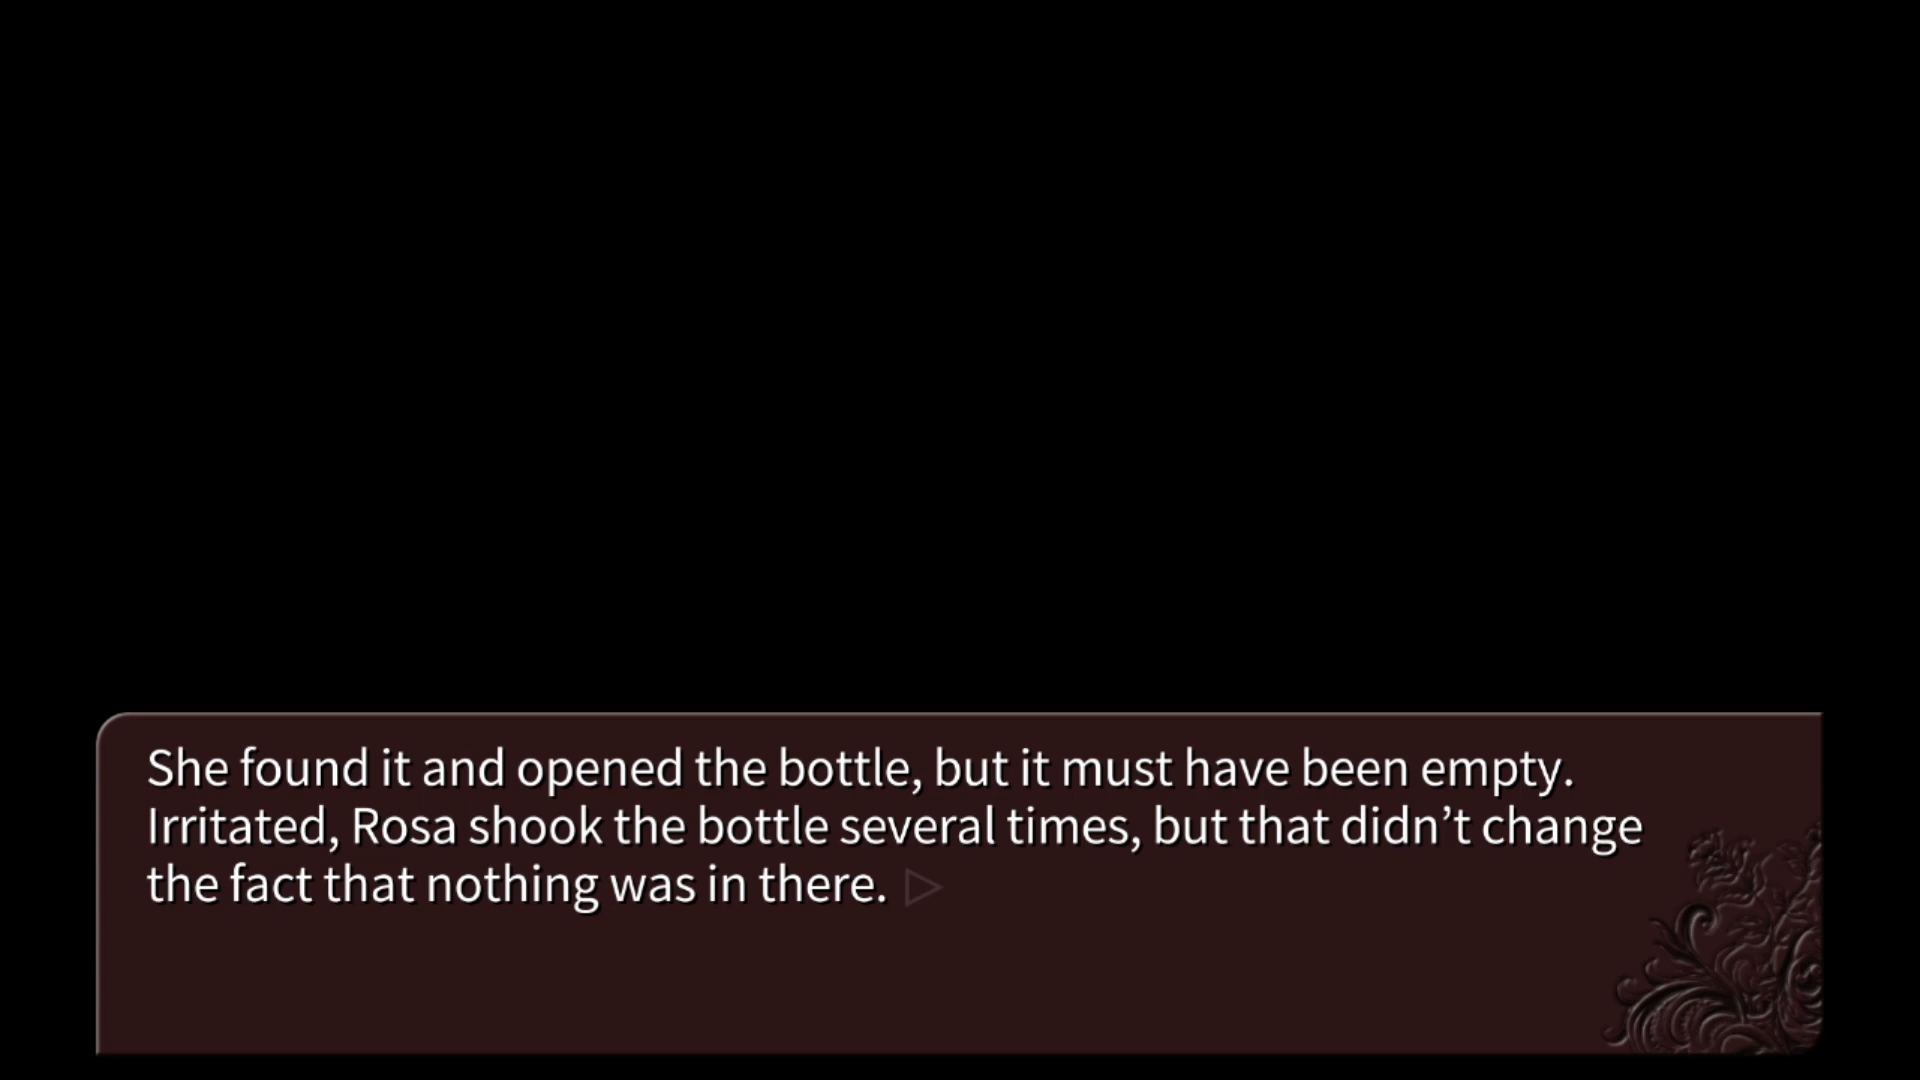 She found it and opened the bottle, but it must have been empty.
Irritated, Rosa shook the bottle several times, but that didn’t change
the fact that nothing was in there.